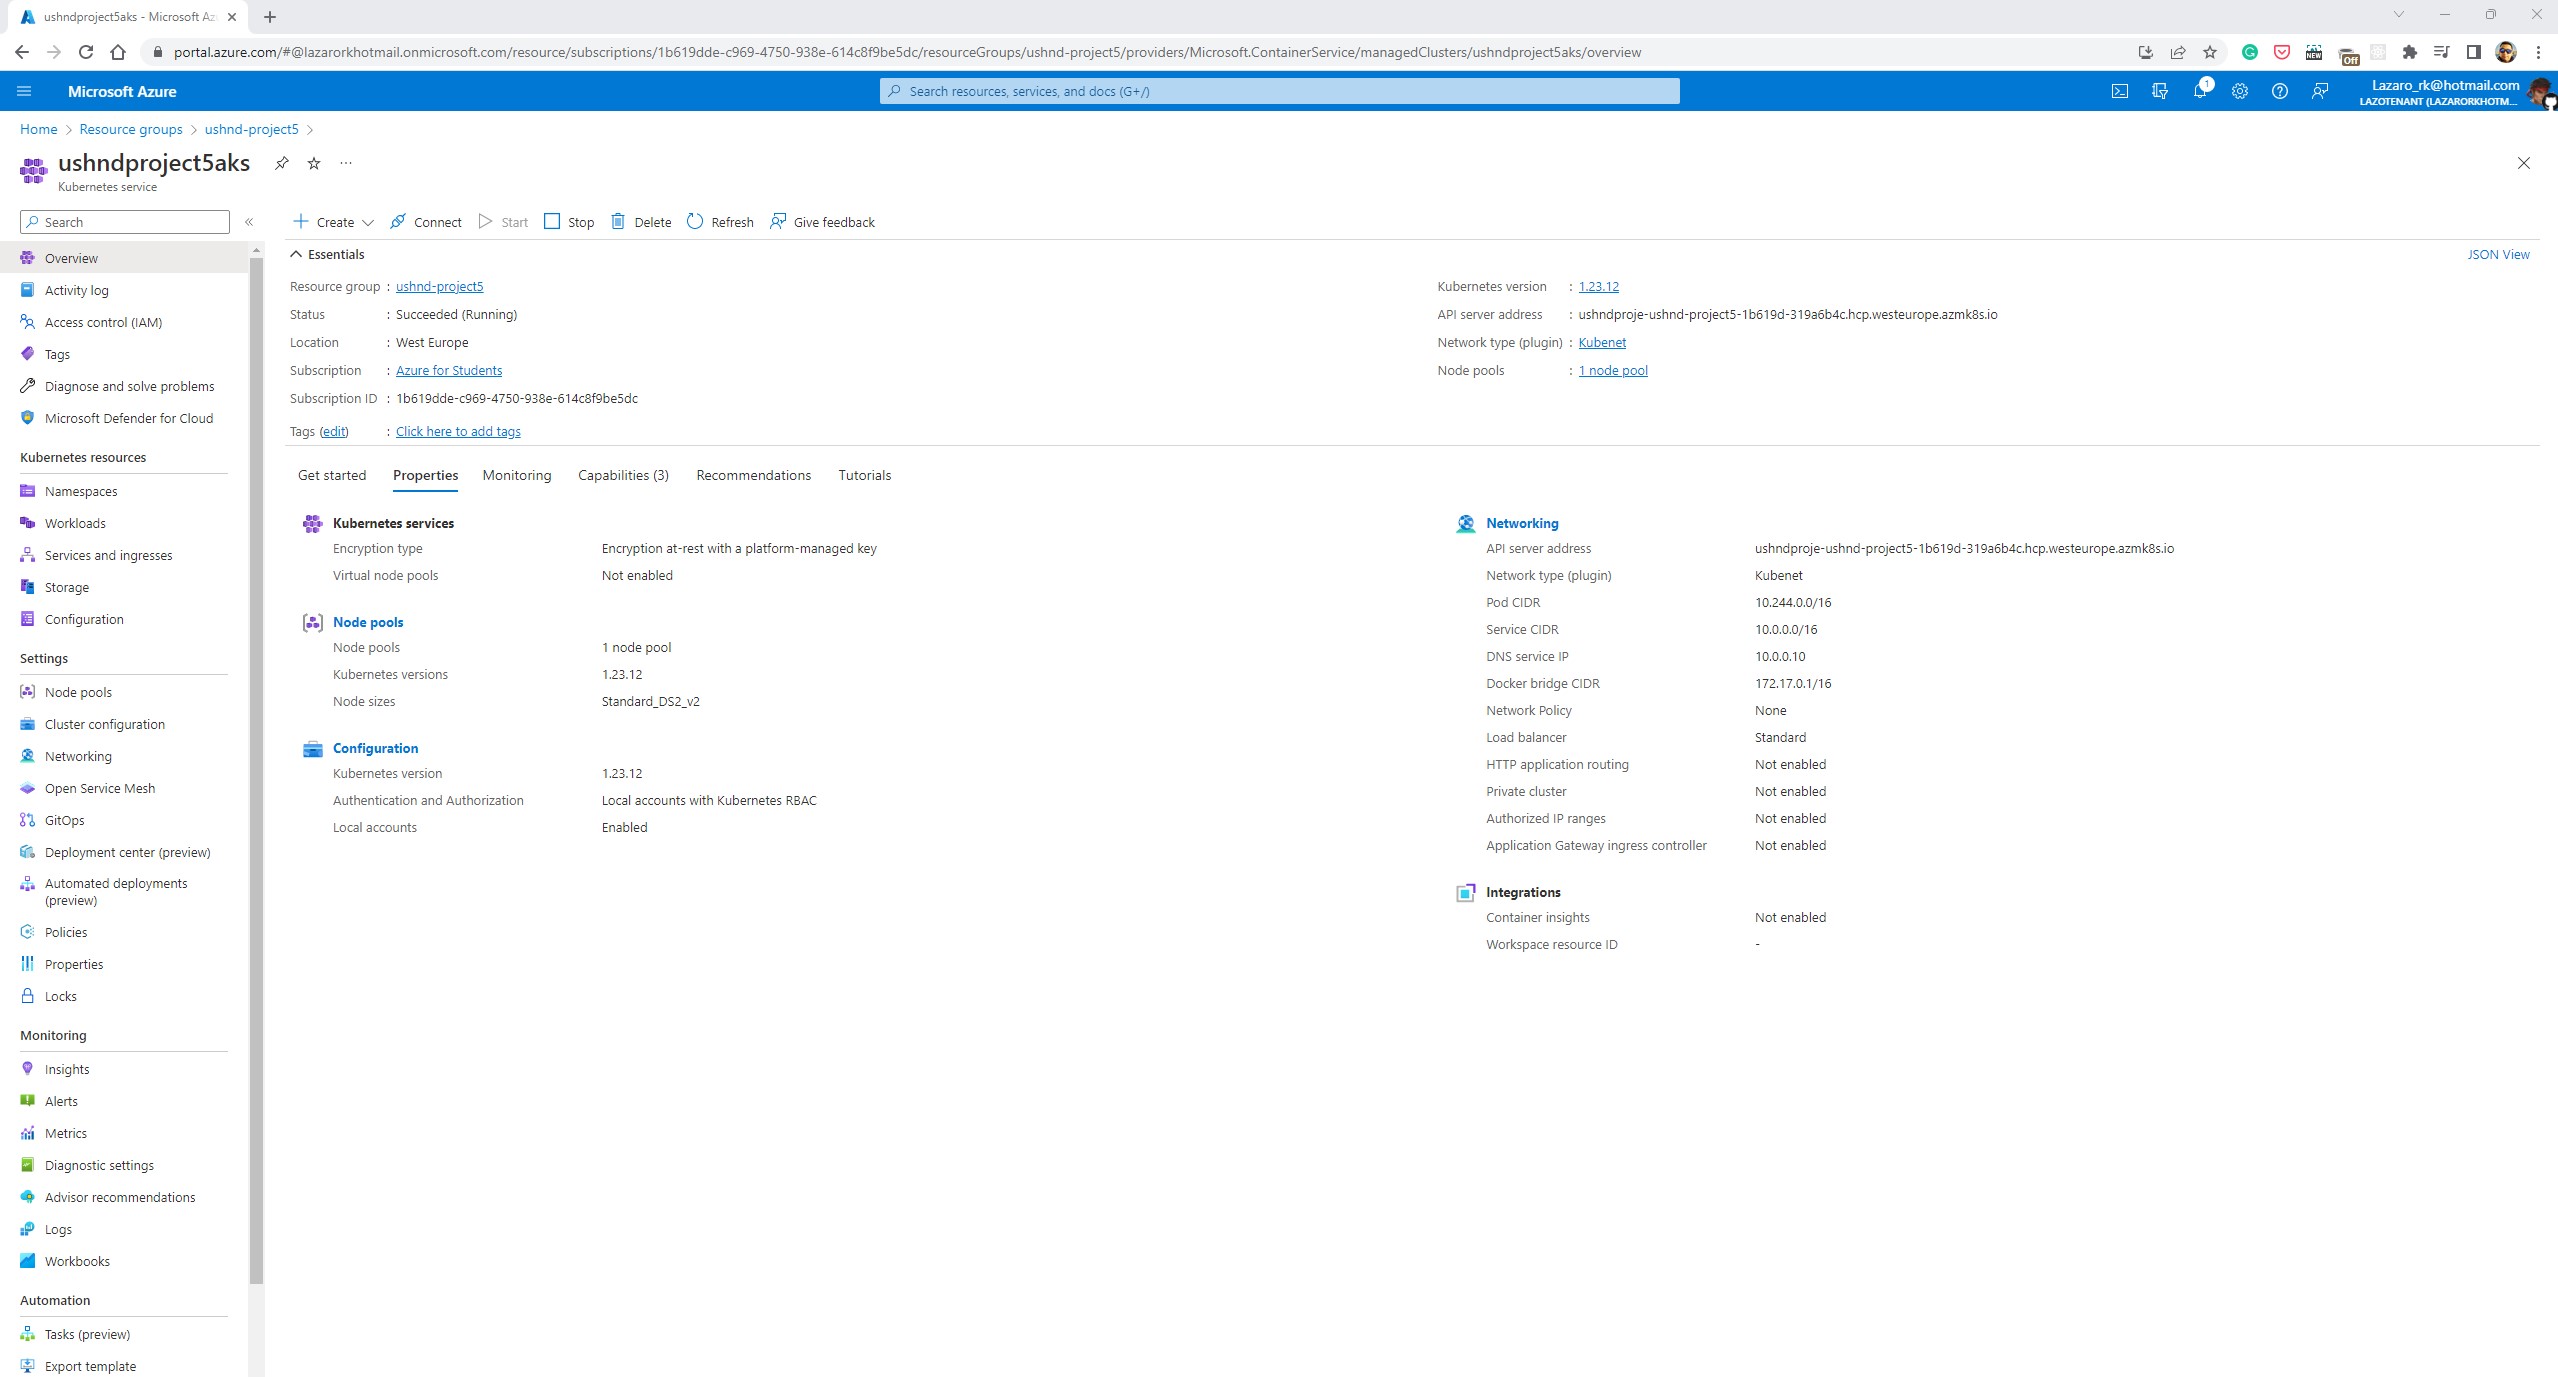 ushndproject5aks - Microsoft Az
portal.azure.com/#@lazarorkhotmail.onmicrosoft.com/resource/subscriptions/1b619dde-c969-4750-938e-614c8f9be5dc/resourceGroups/ushnd-project5/providers/Microsoft.ContainerService/managedClusters/ushndproject5aks/overview
NEW
Off
Microsoft Azure
Search resources, services, and docs (G+/)
1
Lazaro_rk@hotmail.com
LAZOTENANT (LAZARORKHOTM...
Home > Resource groups > ushnd-project5 >
ushndproject5aks
Kubernetes service
Search
Create Connect Start Stop Delete Refresh Give feedback
Essentials
JSON View
Resource group : ushnd-project5
Status : Succeeded (Running)
Location : West Europe
Subscription : Azure for Students
Subscription ID : 1b619dde-c969-4750-938e-614c8f9be5dc
Tags (edit) : Click here to add tags
Kubernetes version : 1.23.12
API server address : ushndproje-ushnd-project5-1b619d-319a6b4c.hcp.westeurope.azmk8s.io
Network type (plugin) : Kubenet
Node pools : 1 node pool
Overview
Activity log
Access control (IAM)
Tags
Diagnose and solve problems
Microsoft Defender for Cloud
Kubernetes resources
Namespaces
Workloads
Services and ingresses
Storage
Configuration
Settings
Node pools
Cluster configuration
Networking
Open Service Mesh
GitOps
Deployment center (preview)
Automated deployments
(preview)
Policies
Properties
Locks
Monitoring
Insights
Alerts
Metrics
Diagnostic settings
Advisor recommendations
Logs
Workbooks
Automation
Tasks (preview)
Export template
Get started Properties Monitoring Capabilities (3) Recommendations Tutorials
Kubernetes services
Encryption type Encryption at-rest with a platform-managed key
Virtual node pools Not enabled
Node pools
Node pools 1 node pool
Kubernetes versions 1.23.12
Node sizes Standard_DS2_v2
Configuration
Kubernetes version 1.23.12
Authentication and Authorization Local accounts with Kubernetes RBAC
Local accounts Enabled
Networking
API server address ushndproje-ushnd-project5-1b619d-319a6b4c.hcp.westeurope.azmk8s.io
Network type (plugin) Kubenet
Pod CIDR 10.244.0.0/16
Service CIDR 10.0.0.0/16
DNS service IP 10.0.0.10
Docker bridge CIDR 172.17.0.1/16
Network Policy None
Load balancer Standard
HTTP application routing Not enabled
Private cluster Not enabled
Authorized IP ranges Not enabled
Application Gateway ingress controller Not enabled
Integrations
Container insights Not enabled
Workspace resource ID -